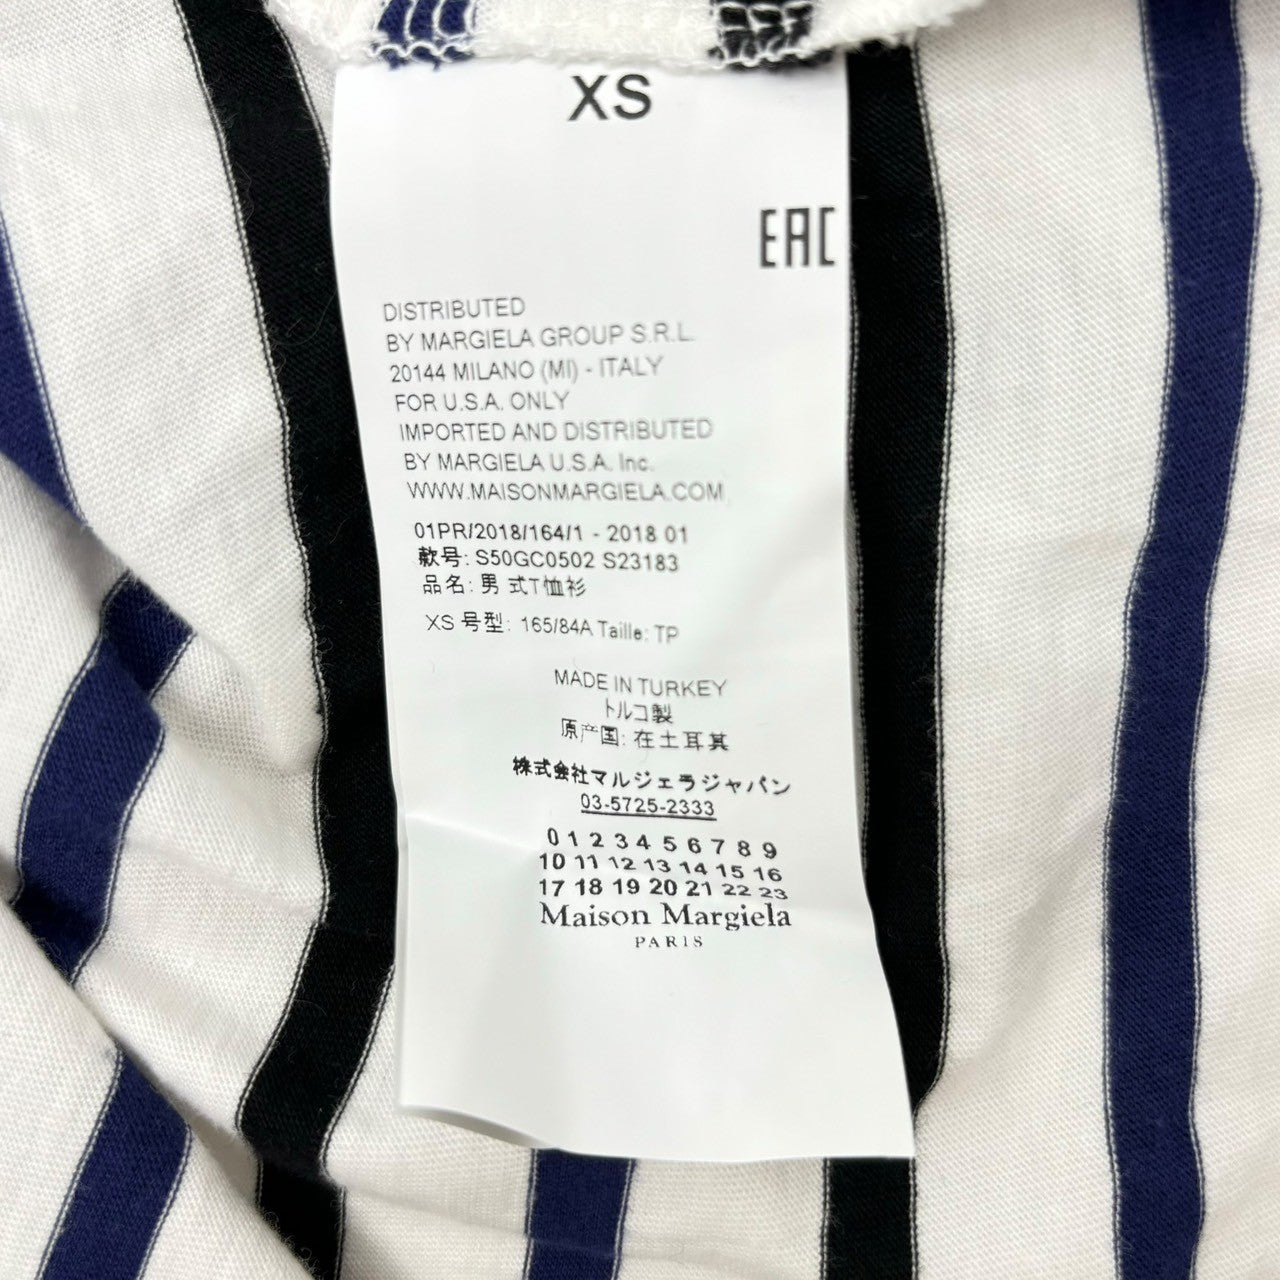 XS
EAC
DISTRIBUTED
BY MARGIELA GROUP S.R.L.
20144 MILANO (MI) - ITALY
FOR U.S.A. ONLY
IMPORTED AND DISTRIBUTED
BY MARGIELA U.S.A. Inc.
WWW.MAISONMARGIELA.COM
01PR/2018/164/1 - 2018 01
款号: S50GC0502 S23183
品名: 男 式T恤衫
XS 号型: 165/84A Taille: TP
MADE IN TURKEY
トルコ製
原产国: 在土耳其
株式会社マルジェラジャパン
03-5725-2333
0 1 2 3 4 5 6 7 8 9
10 11 12 13 14 15 16
17 18 19 20 21 22 23
Maison Margiela
PARIS